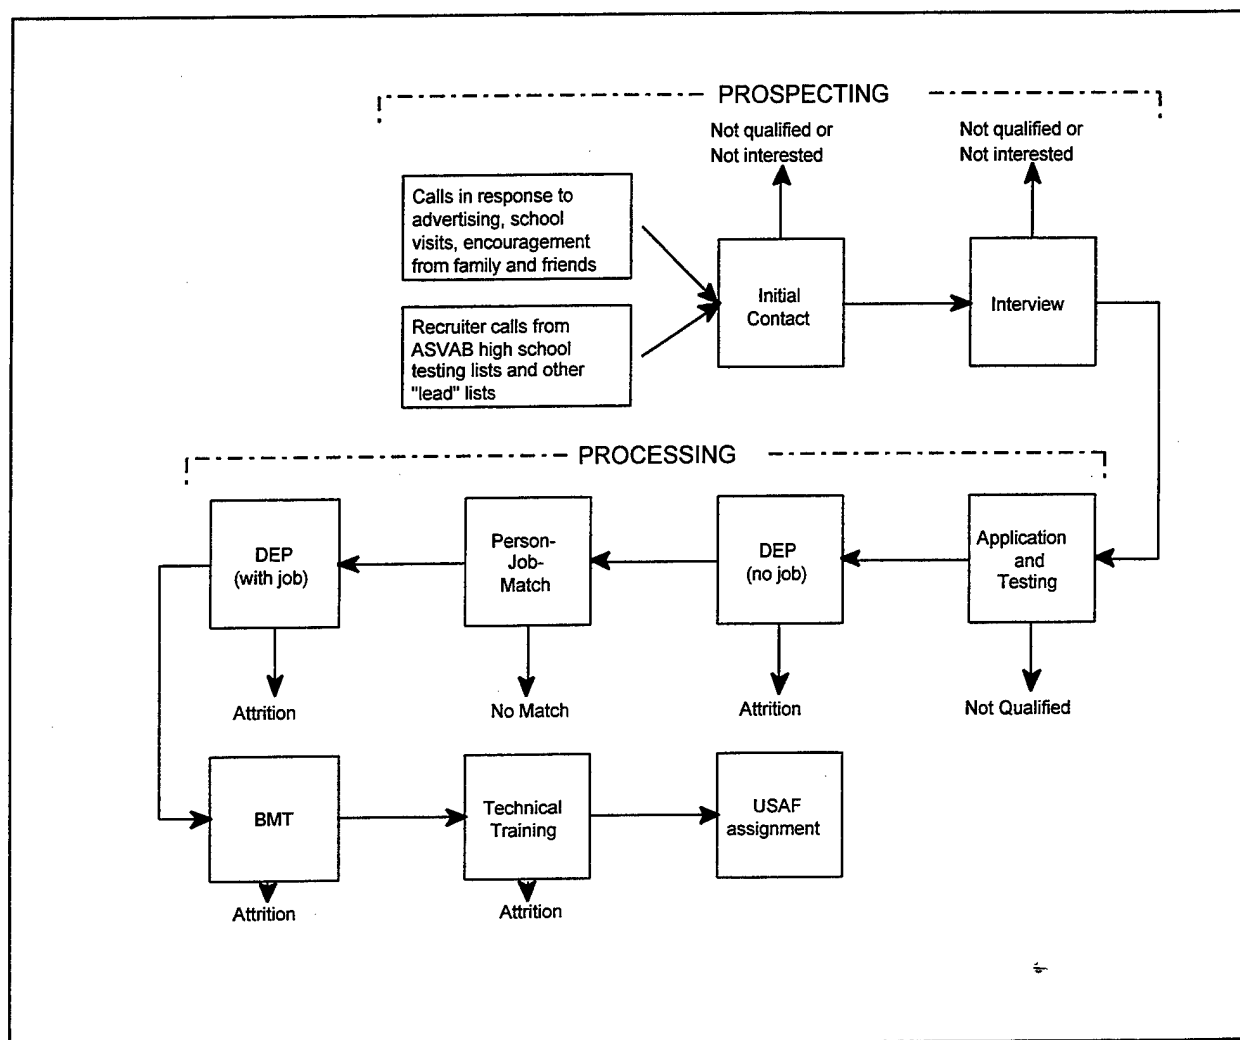 PROSPECTING
Not qualified or
Not interested
Not qualified or
Not interested
Calls in response to
advertising, school
visits, encouragement
from family and friends
Initial
Contact
Interview
Recruiter calls from
ASVAB high school
testing lists and other
"lead" lists
PROCESSING
DEP
(with job)
Person-
Job-
Match
DEP
(no job)
Application
and
Testing
Attrition
No Match
Attrition
Not Qualified
BMT
Technical
Training
USAF
assignment
Attrition
Attrition